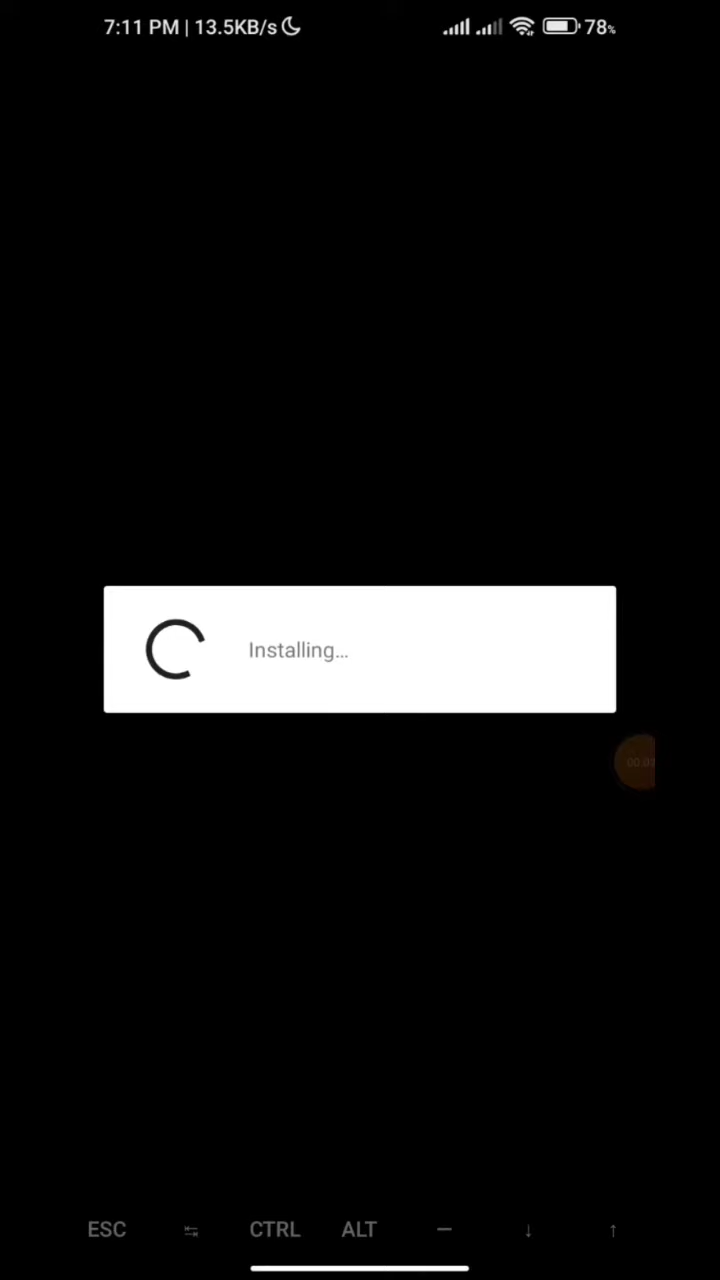 7:11 PM | 13.5KB/s 78%
Installing...
ESC ⭾ CTRL ALT — ↓ ↑